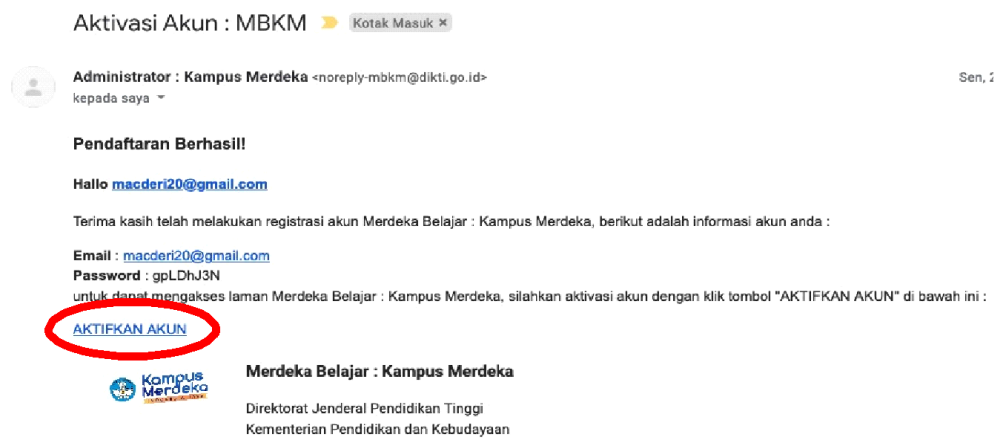 Aktivasi Akun : MBKM Kotak Masuk ×
Administrator : Kampus Merdeka <noreply-mbkm@dikti.go.id> Sen, 2
kepada saya
Pendaftaran Berhasil!
Hallo macderi20@gmail.com
Terima kasih telah melakukan registrasi akun Merdeka Belajar : Kampus Merdeka, berikut adalah informasi akun anda :
Email : macderi20@gmail.com
Password : gpLDhJ3N
untuk dapat mengakses laman Merdeka Belajar : Kampus Merdeka, silahkan aktivasi akun dengan klik tombol "AKTIFKAN AKUN" di bawah ini :
AKTIFKAN AKUN
Kampus
Merdeka
Merdeka Belajar : Kampus Merdeka
Direktorat Jenderal Pendidikan Tinggi
Kementerian Pendidikan dan Kebudayaan